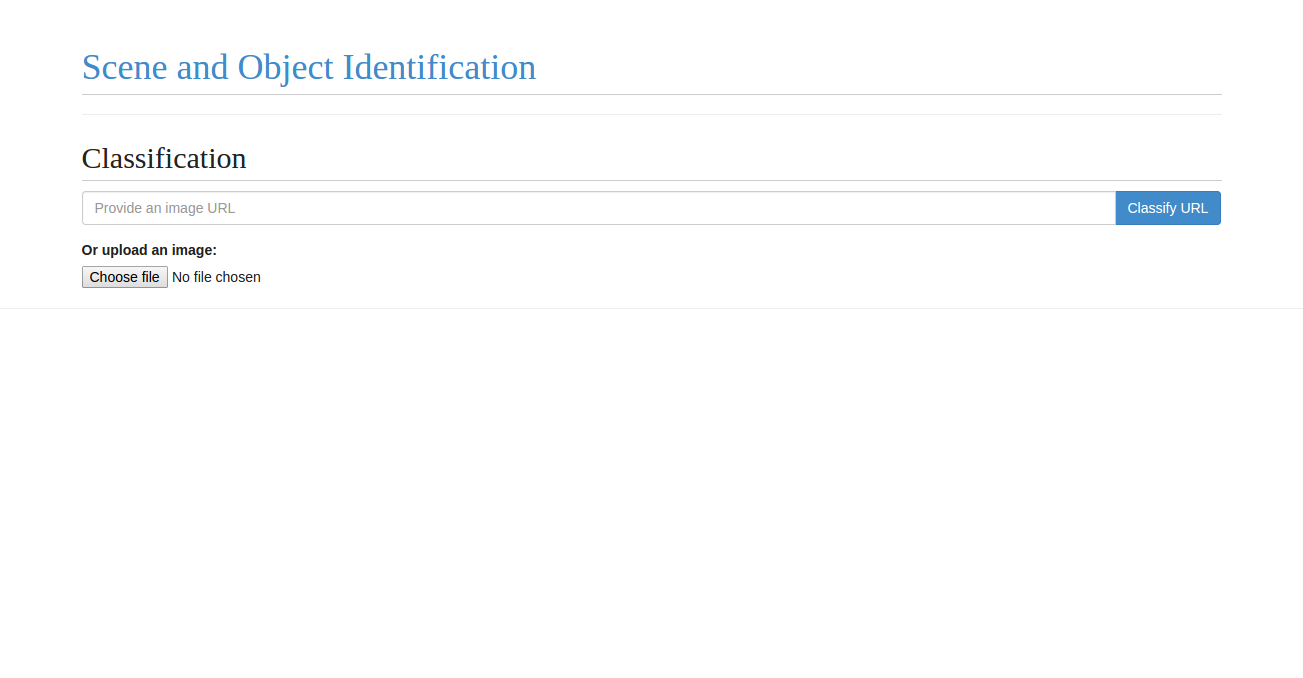 Scene and Object Identification
Classification
Provide an image URL Classify URL
Or upload an image:
Choose file No file chosen